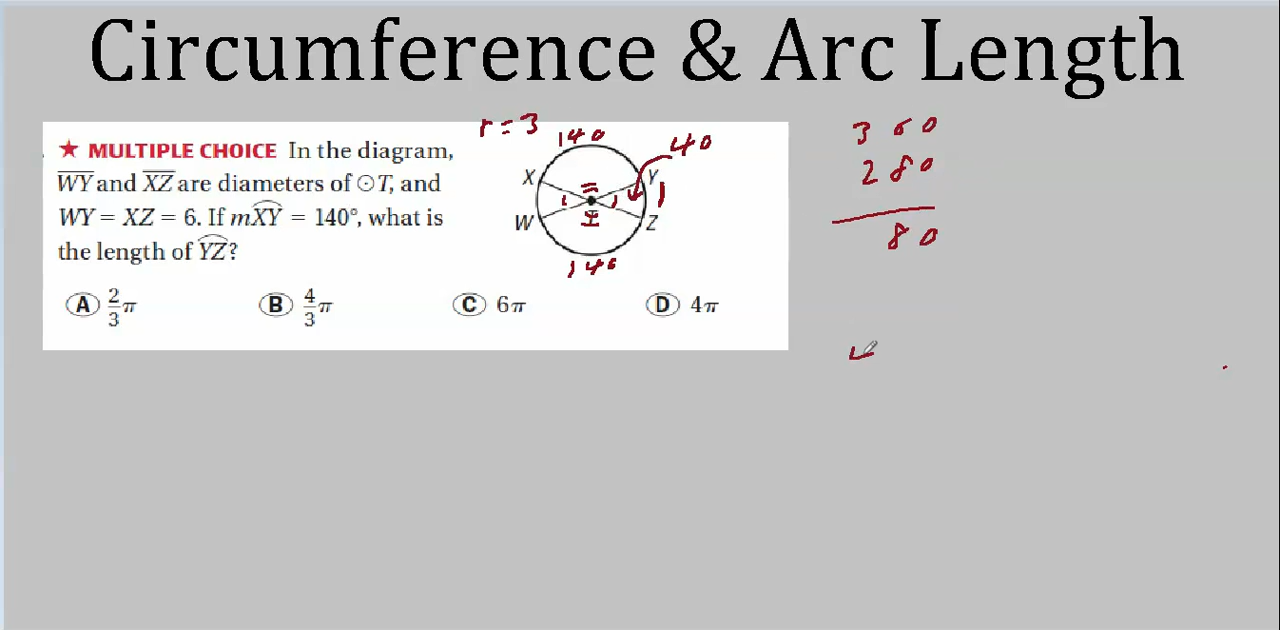 Circumference & Arc Length
★ MULTIPLE CHOICE In the diagram,
WY and XZ are diameters of ⊙T, and
WY = XZ = 6. If mXY = 140°, what is
the length of YZ?
A 2/3 π
B 4/3 π
C 6π
D 4π
r = 3
140
40
X
Y
W
Z
140
360
280
80